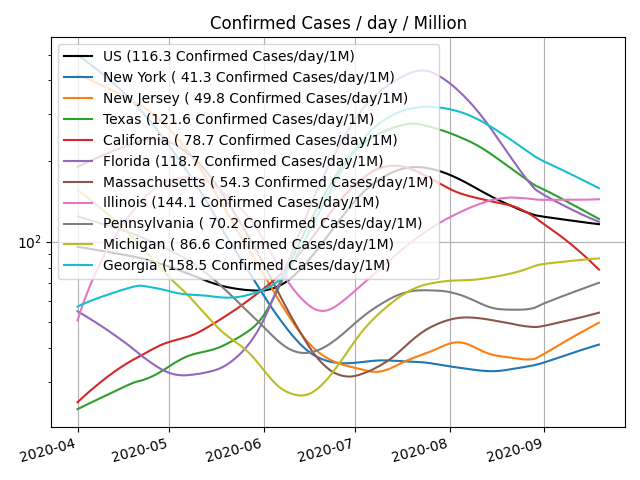 Confirmed Cases / day / Million
US (116.3 Confirmed Cases/day/1M)
New York ( 41.3 Confirmed Cases/day/1M)
New Jersey ( 49.8 Confirmed Cases/day/1M)
Texas (121.6 Confirmed Cases/day/1M)
California ( 78.7 Confirmed Cases/day/1M)
Florida (118.7 Confirmed Cases/day/1M)
Massachusetts ( 54.3 Confirmed Cases/day/1M)
Illinois (144.1 Confirmed Cases/day/1M)
Pennsylvania ( 70.2 Confirmed Cases/day/1M)
Michigan ( 86.6 Confirmed Cases/day/1M)
Georgia (158.5 Confirmed Cases/day/1M)
10²
2020-04 2020-05 2020-06 2020-07 2020-08 2020-09